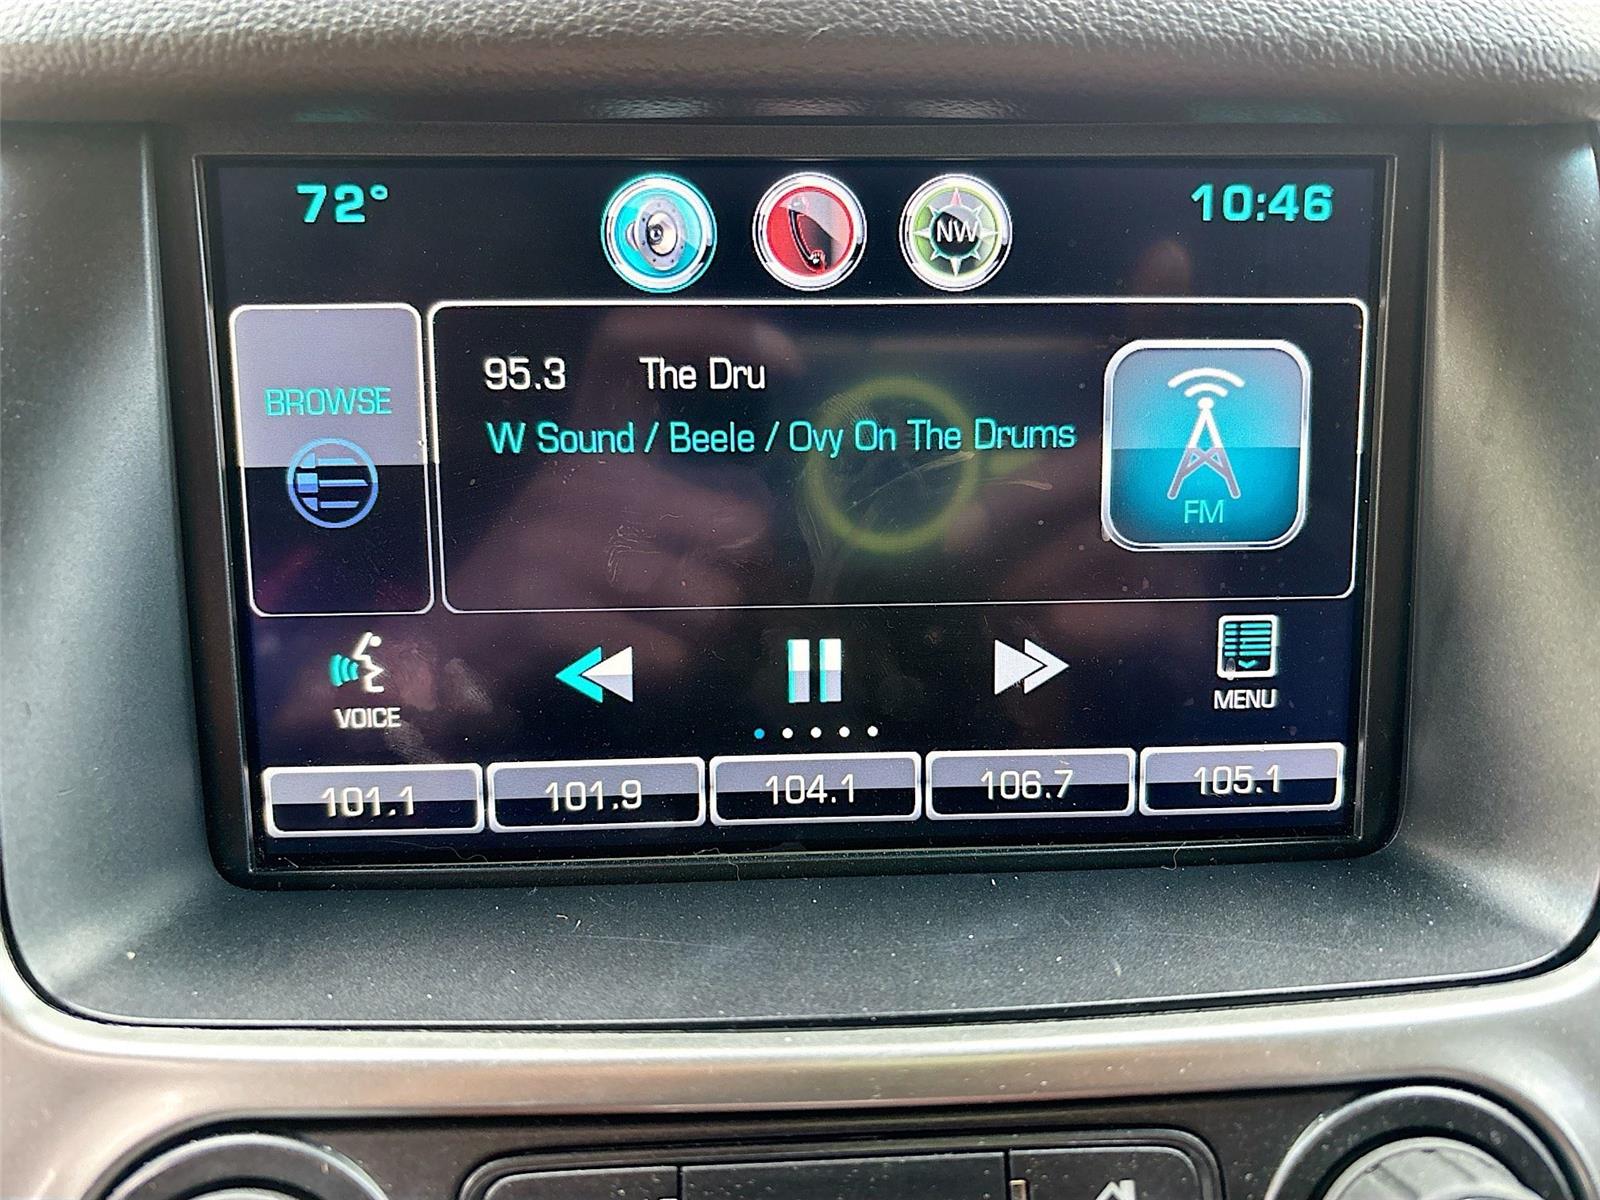 72° 10:46
NW
BROWSE
95.3 The Dru
W Sound / Beele / Ovy On The Drums
FM
VOICE
MENU
101.1 101.9 104.1 106.7 105.1